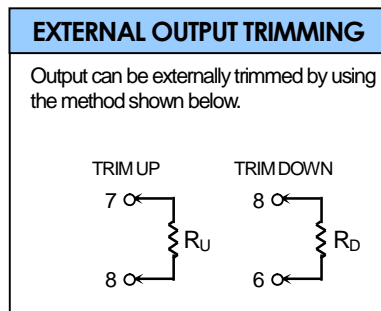 EXTERNAL OUTPUT TRIMMING
Output can be externally trimmed by using
the method shown below.
TRIM UP TRIM DOWN
7 8
RU RD
8 6